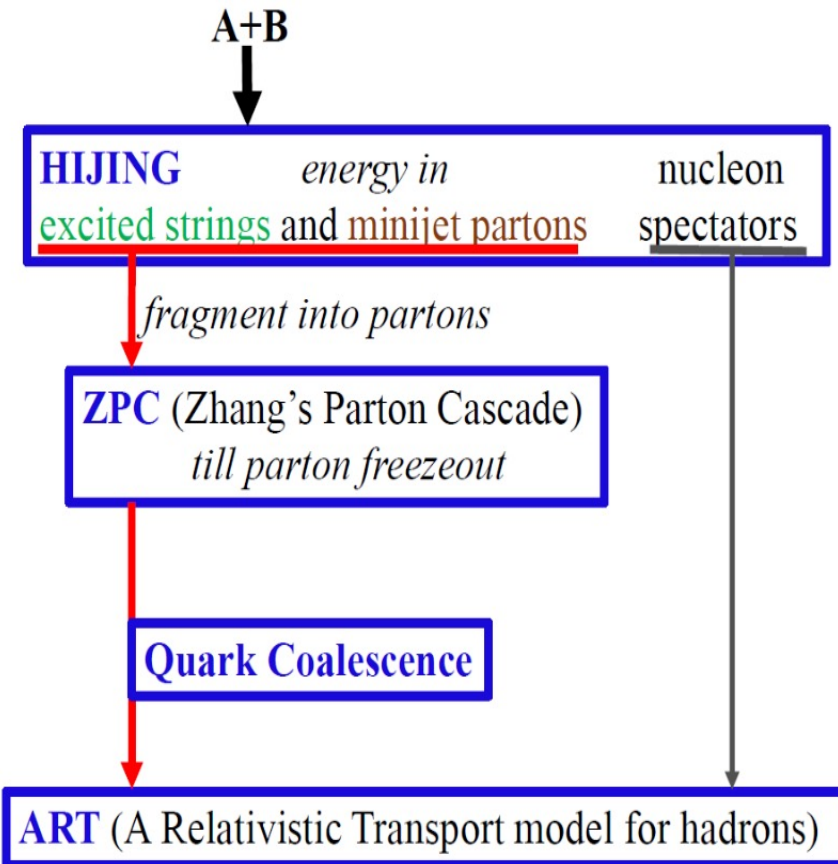 A+B
HIJING energy in nucleon
excited strings and minijet partons spectators
fragment into partons
ZPC (Zhang's Parton Cascade)
till parton freezeout
Quark Coalescence
ART (A Relativistic Transport model for hadrons)